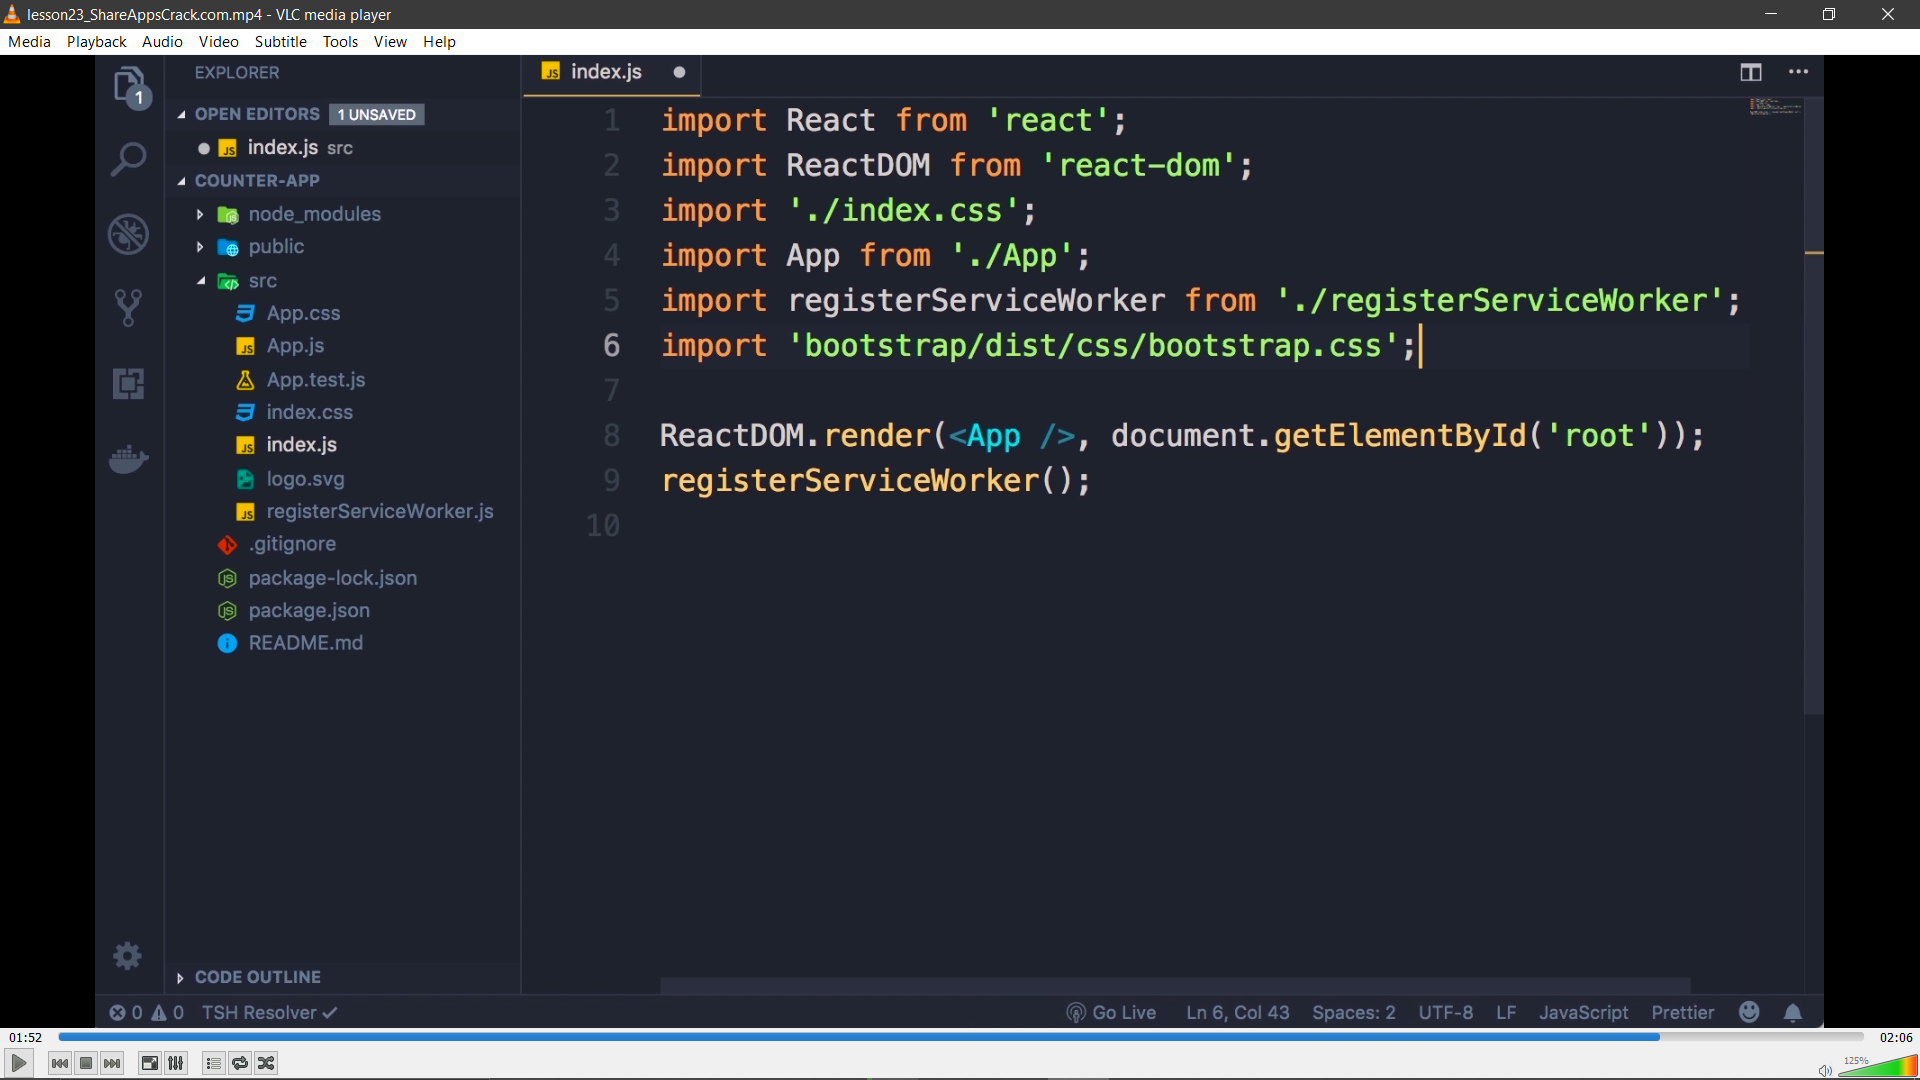 lesson23_ShareAppsCrack.com.mp4 - VLC media player
Media Playback Audio Video Subtitle Tools View Help
EXPLORER
OPEN EDITORS 1 UNSAVED
index.js src
COUNTER-APP
node_modules
public
src
App.css
App.js
App.test.js
index.css
index.js
logo.svg
registerServiceWorker.js
.gitignore
package-lock.json
package.json
README.md
CODE OUTLINE
1
index.js
1 import React from 'react';
2 import ReactDOM from 'react-dom';
3 import './index.css';
4 import App from './App';
5 import registerServiceWorker from './registerServiceWorker';
6 import 'bootstrap/dist/css/bootstrap.css';
7
8 ReactDOM.render(<App />, document.getElementById('root'));
9 registerServiceWorker();
10
0 0 TSH Resolver Go Live Ln 6, Col 43 Spaces: 2 UTF-8 LF JavaScript Prettier
01:52 02:06
125%